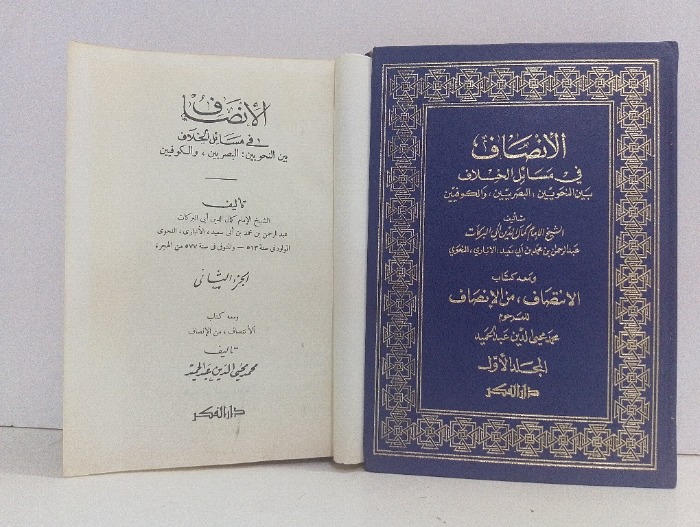 الإنصاف
في مسائل الخلاف
بين النحويين: البصريين، والكوفيين
تأليف
الشيخ الإمام كمال الدين أبي البركات
عبد الرحمن بن محمد بن أبي سعيد، الأنباري، النحوي
المولود في سنة ٥١٣ — والمتوفى في سنة ٥٧٧ من الهجرة
الجزء الثاني
ومعه كتاب
الانتصاف، من الإنصاف
تأليف
محمد محيي الدين عبد الحميد
دار الفكر
الإنصاف
في مسائل الخلاف
بين النحويين: البصريين، والكوفيين
تأليف
الشيخ الإمام كمال الدين أبي البركات
عبد الرحمن بن محمد بن أبي سعيد، الأنباري، النحوي
ومعه كتاب
الانتصاف، من الإنصاف
للمرحوم
محمد محيي الدين عبد الحميد
المجلد الأول
دار الفكر